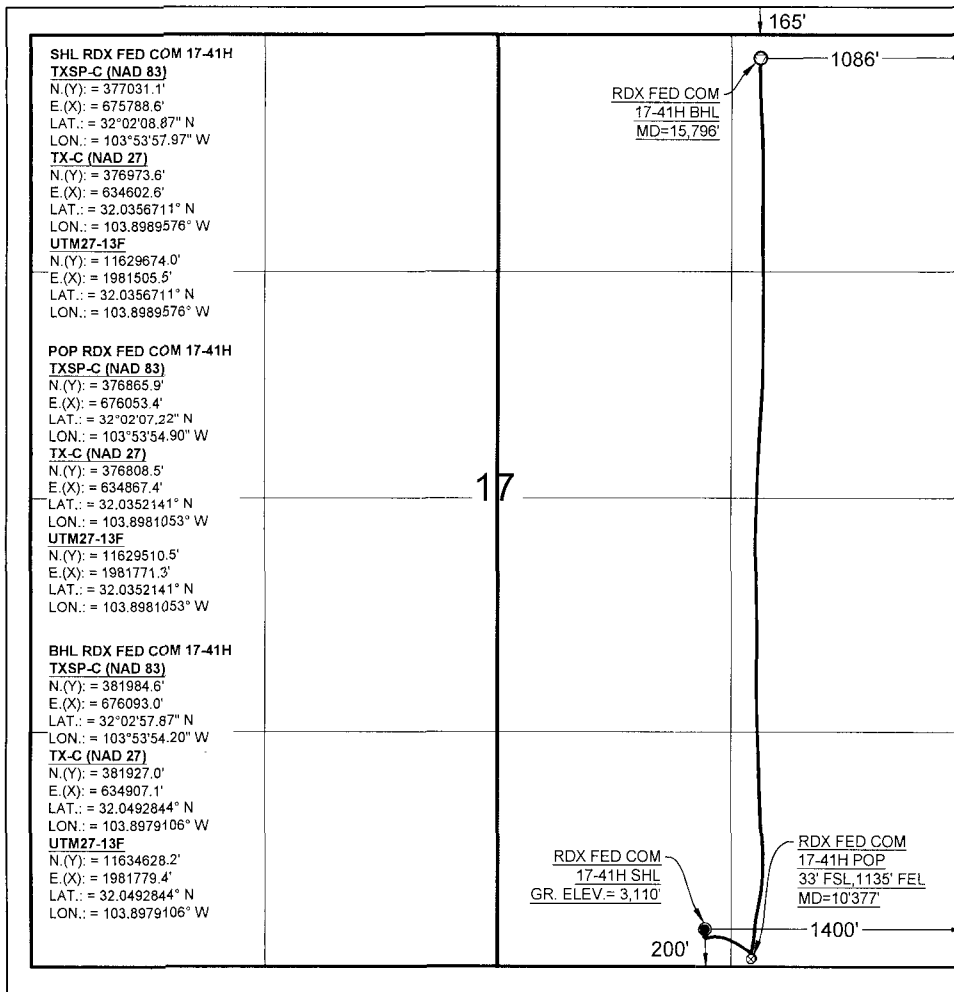 165'
SHL RDX FED COM 17-41H
TXSP-C (NAD 83)
N.(Y): = 377031.1'
E.(X): = 675788.6'
LAT.: = 32°02'08.87" N
LON.: = 103°53'57.97" W
TX-C (NAD 27)
N.(Y): = 376973.6'
E.(X): = 634602.6'
LAT.: = 32.0356711° N
LON.: = 103.8989576° W
UTM27-13F
N.(Y): = 11629674.0'
E.(X): = 1981505.5'
LAT.: = 32.0356711° N
LON.: = 103.8989576° W
POP RDX FED COM 17-41H
TXSP-C (NAD 83)
N.(Y): = 376865.9'
E.(X): = 676053.4'
LAT.: = 32°02'07.22" N
LON.: = 103°53'54.90" W
TX-C (NAD 27)
N.(Y): = 376808.5'
E.(X): = 634867.4'
LAT.: = 32.0352141° N
LON.: = 103.8981053° W
UTM27-13F
N.(Y): = 11629510.5'
E.(X): = 1981771.3'
LAT.: = 32.0352141° N
LON.: = 103.8981053° W
BHL RDX FED COM 17-41H
TXSP-C (NAD 83)
N.(Y): = 381984.6'
E.(X): = 676093.0'
LAT.: = 32°02'57.87" N
LON.: = 103°53'54.20" W
TX-C (NAD 27)
N.(Y): = 381927.0'
E.(X): = 634907.1'
LAT.: = 32.0492844° N
LON.: = 103.8979106° W
UTM27-13F
N.(Y): = 11634628.2'
E.(X): = 1981779.4'
LAT.: = 32.0492844° N
LON.: = 103.8979106° W
1086'
RDX FED COM
17-41H BHL
MD=15,796'
17
RDX FED COM
17-41H SHL
GR. ELEV.= 3,110'
RDX FED COM
17-41H POP
33' FSL,1135' FEL
MD=10'377'
1400'
200'